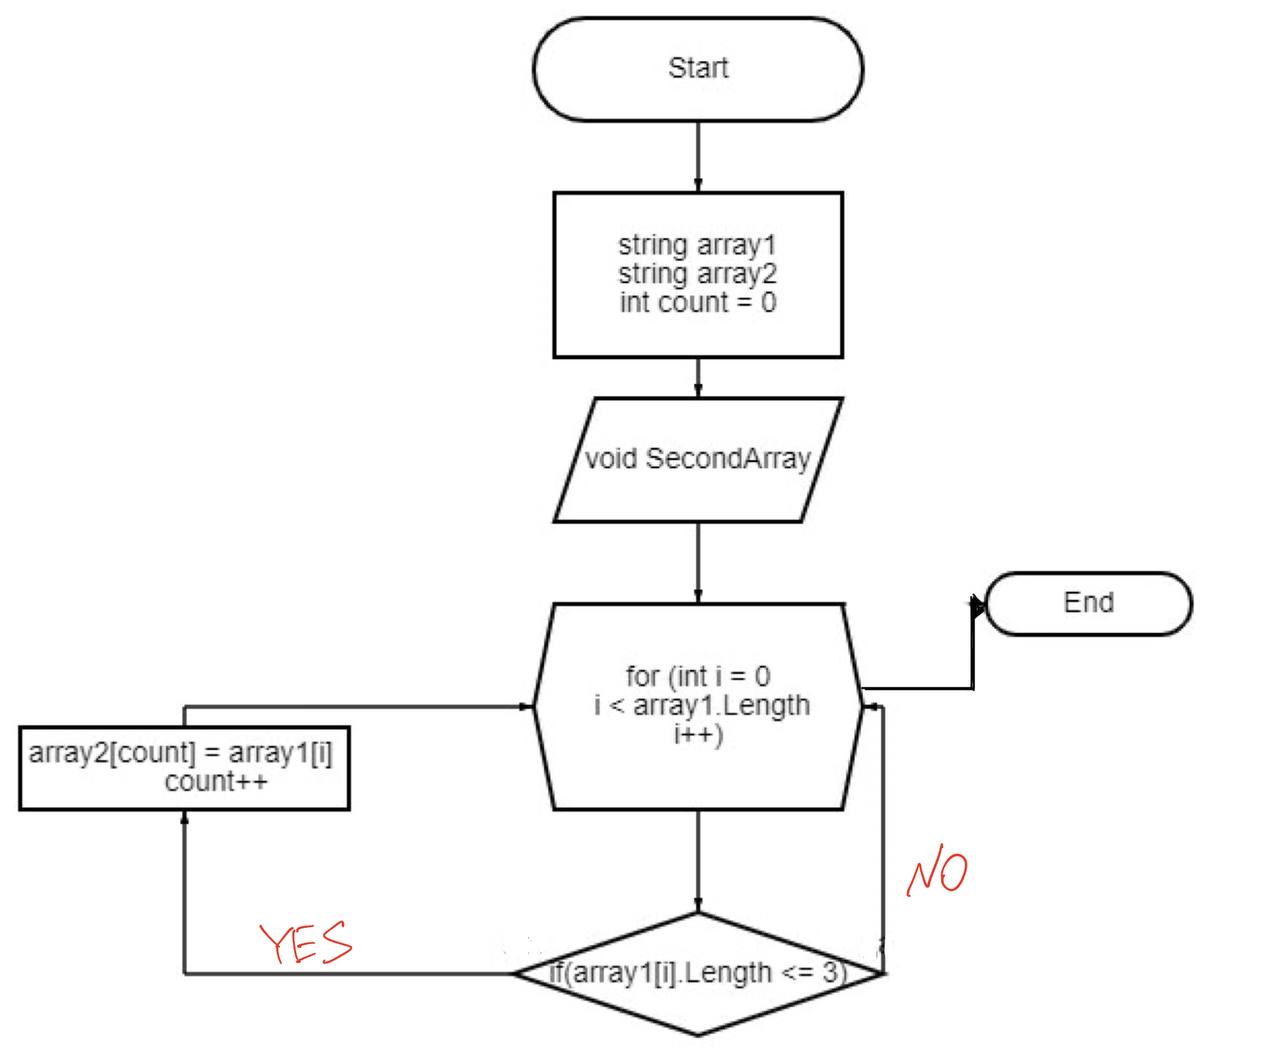 Start
string array1
string array2
int count = 0
void SecondArray
End
for (int i = 0
i < array1.Length
i++)
array2[count] = array1[i]
count++
NO
YES
if(array1[i].Length <= 3)